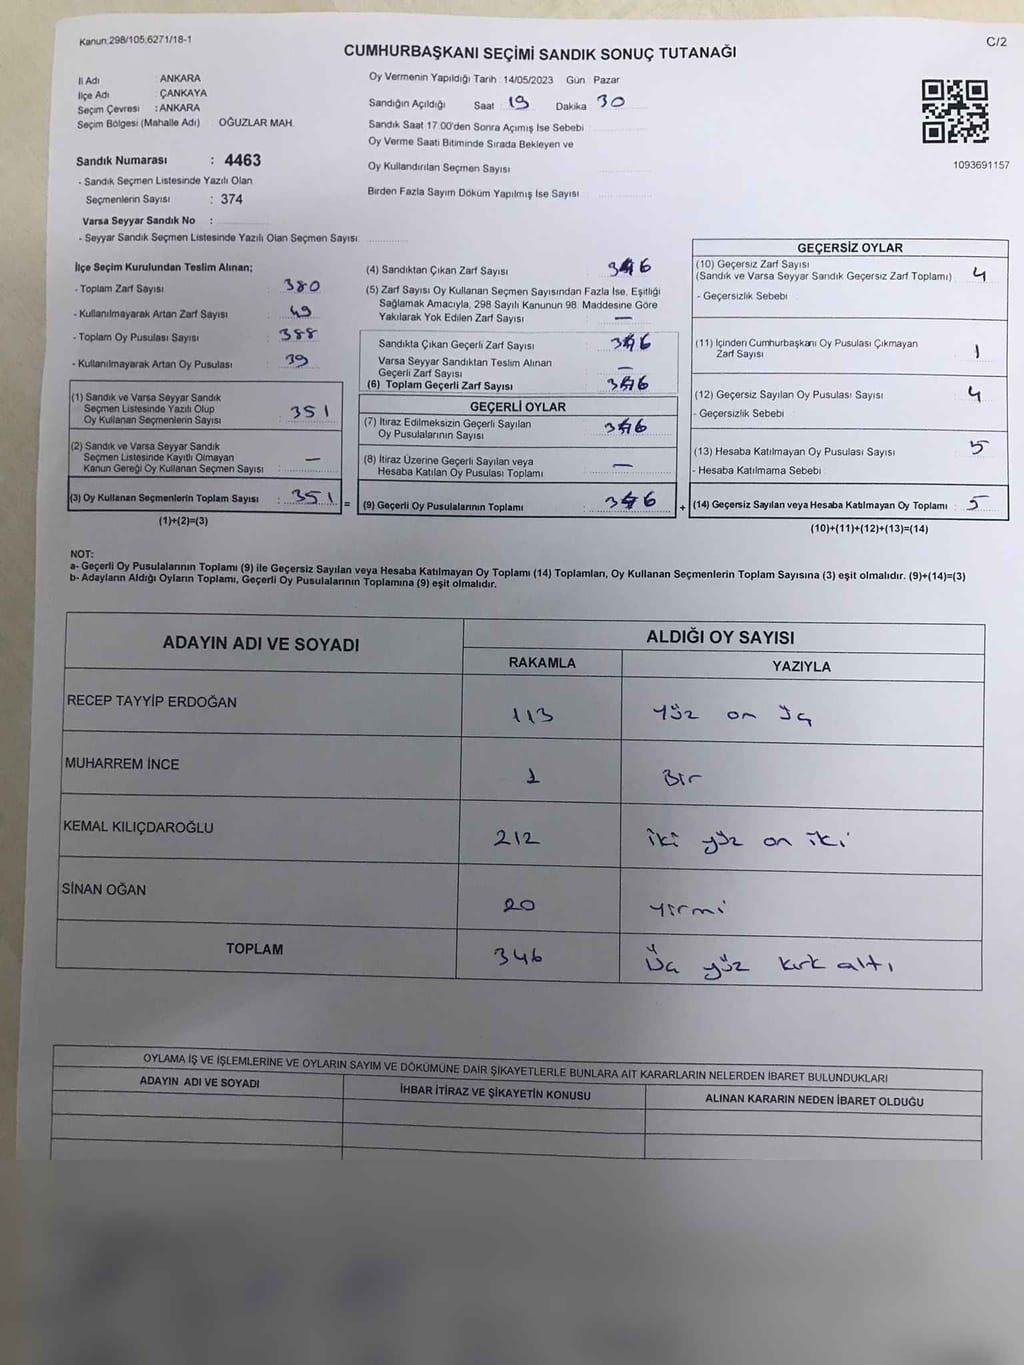 Kanun:298/105;6271/18-1
C/2
CUMHURBAŞKANI SEÇİMİ SANDIK SONUÇ TUTANAĞI
İl Adı : ANKARA
İlçe Adı : ÇANKAYA
Seçim Çevresi : ANKARA
Seçim Bölgesi (Mahalle Adı) : OĞUZLAR MAH.
Sandık Numarası : 4463
- Sandık Seçmen Listesinde Yazılı Olan
Seçmenlerin Sayısı : 374
Varsa Seyyar Sandık No :
- Seyyar Sandık Seçmen Listesinde Yazılı Olan Seçmen Sayısı:
Oy Vermenin Yapıldığı Tarih : 14/05/2023 Gün : Pazar
Sandığın Açıldığı Saat : 19 Dakika 30
Sandık Saat 17:00'den Sonra Açımış İse Sebebi :
Oy Verme Saati Bitiminde Sırada Bekleyen ve
Oy Kullandırılan Seçmen Sayısı
Birden Fazla Sayım Döküm Yapılmış İse Sayısı
1093691157
İlçe Seçim Kurulundan Teslim Alınan;
- Toplam Zarf Sayısı : 380
- Kullanılmayarak Artan Zarf Sayısı : 49
- Toplam Oy Pusulası Sayısı : 388
- Kullanılmayarak Artan Oy Pusulası : 39
(1) Sandık ve Varsa Seyyar Sandık
Seçmen Listesinde Yazılı Olup
Oy Kullanan Seçmenlerin Sayısı : 351
(2) Sandık ve Varsa Seyyar Sandık
Seçmen Listesinde Kayıtlı Olmayan
Kanun Gereği Oy Kullanan Seçmen Sayısı : —
(3) Oy Kullanan Seçmenlerin Toplam Sayısı : 351 =
(1)+(2)=(3)
(4) Sandıktan Çıkan Zarf Sayısı : 346
(5) Zarf Sayısı Oy Kullanan Seçmen Sayısından Fazla İse, Eşitliği
Sağlamak Amacıyla, 298 Sayılı Kanunun 98. Maddesine Göre
Yakılarak Yok Edilen Zarf Sayısı : —
Sandıkta Çıkan Geçerli Zarf Sayısı : 346
Varsa Seyyar Sandıktan Teslim Alınan
Geçerli Zarf Sayısı : —
(6) Toplam Geçerli Zarf Sayısı : 346
GEÇERLİ OYLAR
(7) İtiraz Edilmeksizin Geçerli Sayılan
Oy Pusulalarının Sayısı : 346
(8) İtiraz Üzerine Geçerli Sayılan veya
Hesaba Katılan Oy Pusulası Toplamı : —
(9) Geçerli Oy Pusulalarının Toplamı : 346 +
GEÇERSİZ OYLAR
(10) Geçersiz Zarf Sayısı
(Sandık ve Varsa Seyyar Sandık Geçersiz Zarf Toplamı) : 4
- Geçersizlik Sebebi :
(11) İçinden Cumhurbaşkanı Oy Pusulası Çıkmayan
Zarf Sayısı : 1
(12) Geçersiz Sayılan Oy Pusulası Sayısı : 4
- Geçersizlik Sebebi :
(13) Hesaba Katılmayan Oy Pusulası Sayısı : 5
- Hesaba Katılmama Sebebi :
(14) Geçersiz Sayılan veya Hesaba Katılmayan Oy Toplamı : 5
(10)+(11)+(12)+(13)=(14)
NOT:
a- Geçerli Oy Pusulalarının Toplamı (9) ile Geçersiz Sayılan veya Hesaba Katılmayan Oy Toplamı (14) Toplamları, Oy Kullanan Seçmenlerin Toplam Sayısına (3) eşit olmalıdır. (9)+(14)=(3)
b- Adayların Aldığı Oyların Toplamı, Geçerli Oy Pusulalarının Toplamına (9) eşit olmalıdır.
ADAYIN ADI VE SOYADI
ALDIĞI OY SAYISI
RAKAMLA YAZIYLA
RECEP TAYYİP ERDOĞAN 113 yüz on üç
MUHARREM İNCE 1 Bir
KEMAL KILIÇDAROĞLU 212 iki yüz on iki
SİNAN OĞAN 20 yirmi
TOPLAM 346 Üç yüz kırk altı
OYLAMA İŞ VE İŞLEMLERİNE VE OYLARIN SAYIM VE DÖKÜMÜNE DAİR ŞİKAYETLERLE BUNLARA AİT KARARLARIN NELERDEN İBARET BULUNDUKLARI
ADAYIN ADI VE SOYADI İHBAR İTİRAZ VE ŞİKAYETİN KONUSU ALINAN KARARIN NEDEN İBARET OLDUĞU